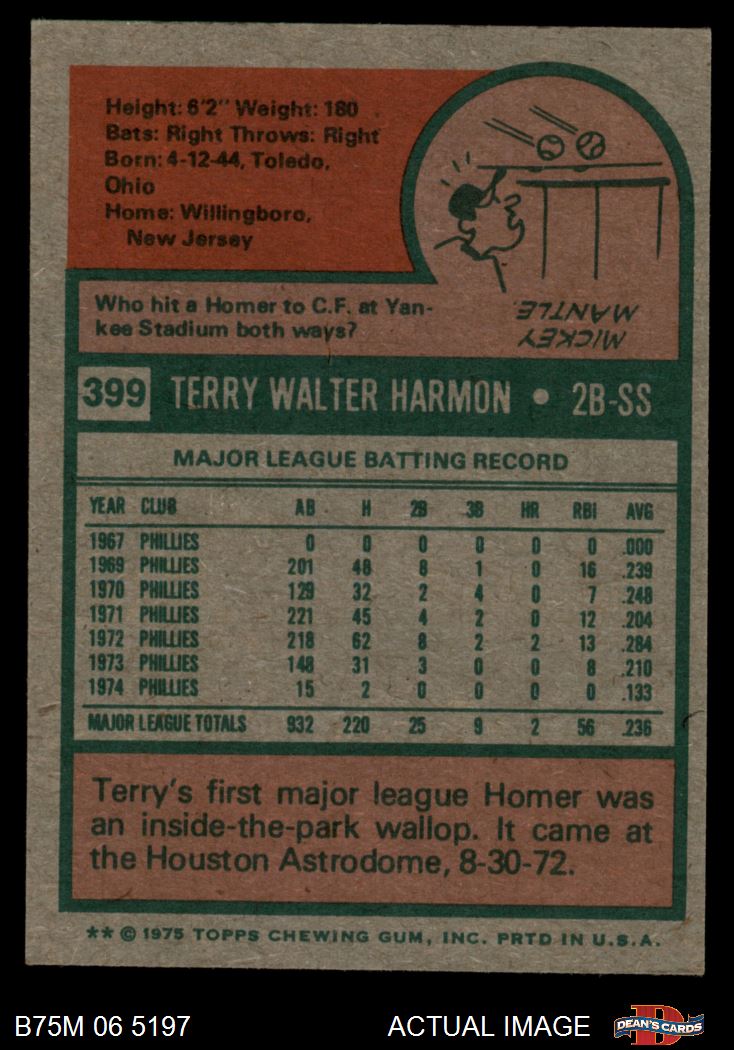 Height: 6'2" Weight: 180
Bats: Right Throws: Right
Born: 4-12-44, Toledo,
Ohio
Home: Willingboro,
New Jersey
Who hit a Homer to C.F. at Yan-
kee Stadium both ways?
MICKEY
MANTLE.
399 TERRY WALTER HARMON • 2B-SS
MAJOR LEAGUE BATTING RECORD
YEAR CLUB AB H 2B 3B HR RBI AVG
1967 PHILLIES 0 0 0 0 0 0 .000
1969 PHILLIES 201 48 8 1 0 16 .239
1970 PHILLIES 129 32 2 4 0 7 .248
1971 PHILLIES 221 45 4 2 0 12 .204
1972 PHILLIES 218 62 8 2 2 13 .284
1973 PHILLIES 148 31 3 0 0 8 .210
1974 PHILLIES 15 2 0 0 0 0 .133
MAJOR LEAGUE TOTALS 932 220 25 9 2 56 .236
Terry's first major league Homer was
an inside-the-park wallop. It came at
the Houston Astrodome, 8-30-72.
** © 1975 TOPPS CHEWING GUM, INC. PRTD IN U.S.A.
B75M 06 5197 ACTUAL IMAGE
D
DEAN'S CARDS